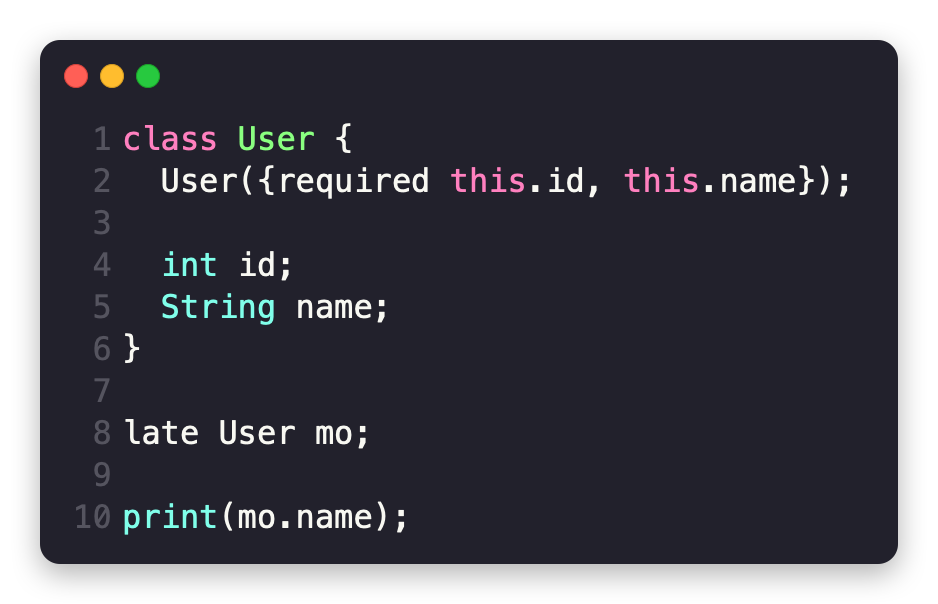 1 class User {
2   User({required this.id, this.name});
3
4   int id;
5   String name;
6 }
7
8 late User mo;
9
10 print(mo.name);